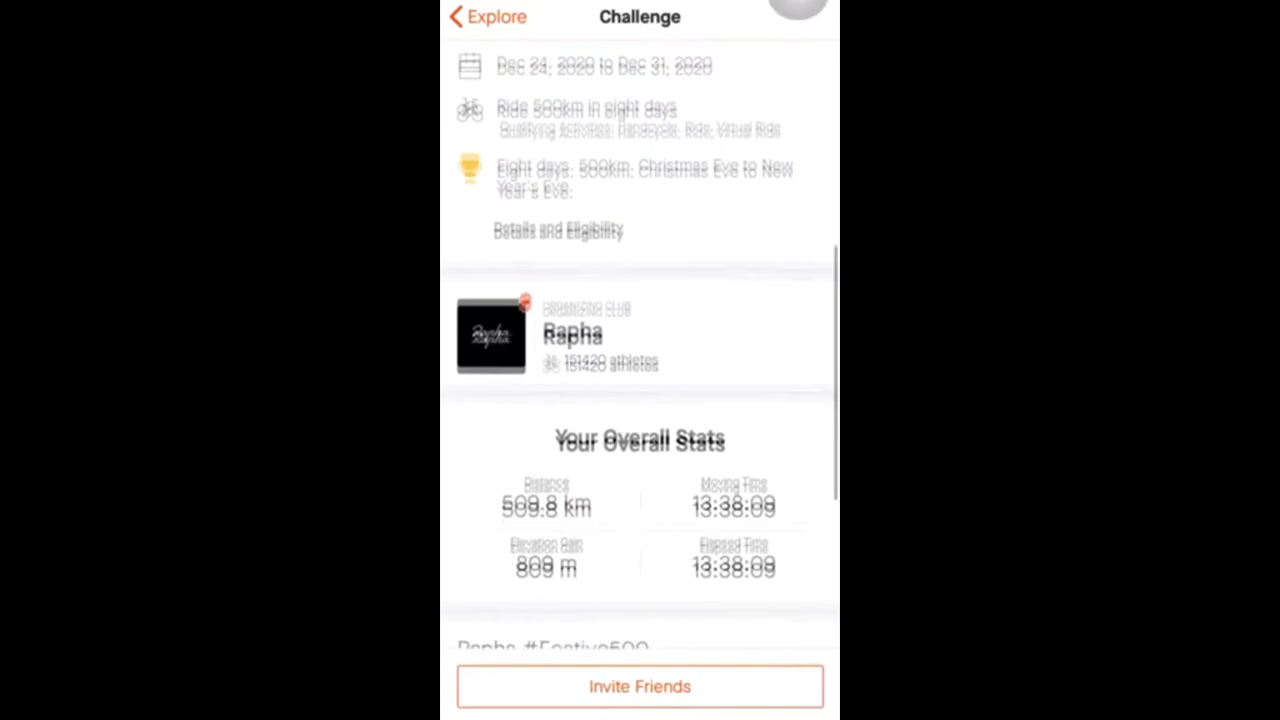 Explore
Challenge
Dec 24, 2020 to Dec 31, 2020
Ride 500km in eight days
Qualifying Activities: Handcycle, Ride, Virtual Ride
Eight days. 500km. Christmas Eve to New
Year's Eve.
Details and Eligibility
Rapha
ORGANIZING CLUB
Rapha
151420 athletes
Your Overall Stats
Distance
Moving Time
509.8 km
13:38:09
Elevation Gain
Elapsed Time
809 m
13:38:09
Rapha #Festive500
Invite Friends